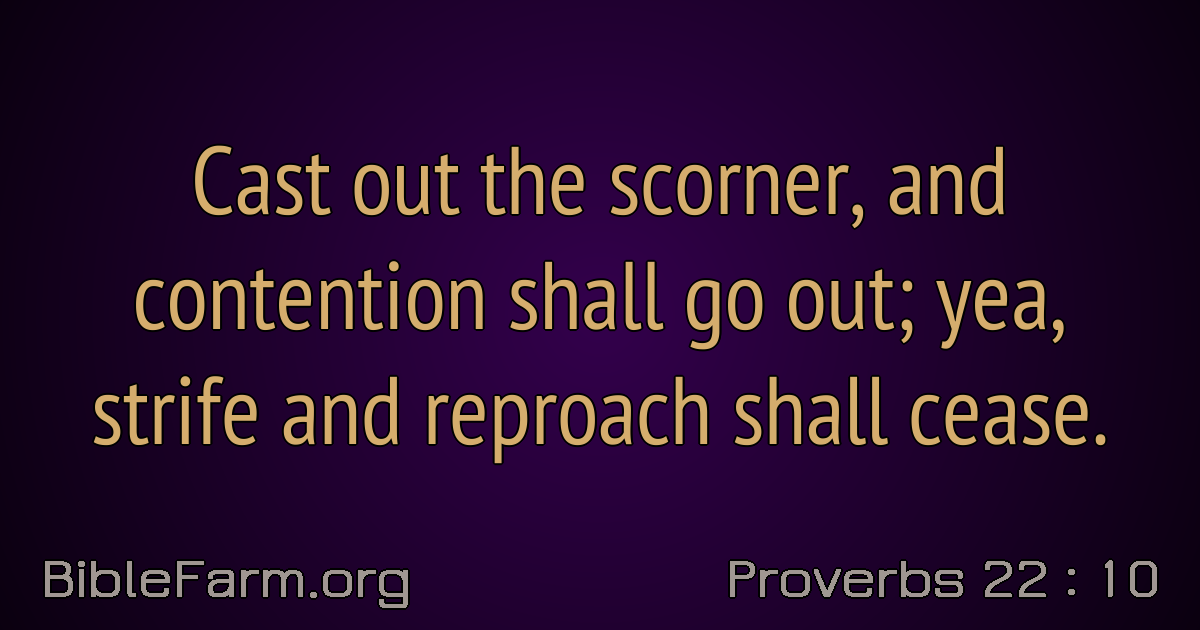 Cast out the scorner, and
contention shall go out; yea,
strife and reproach shall cease.
BibleFarm.org
Proverbs 22 : 10